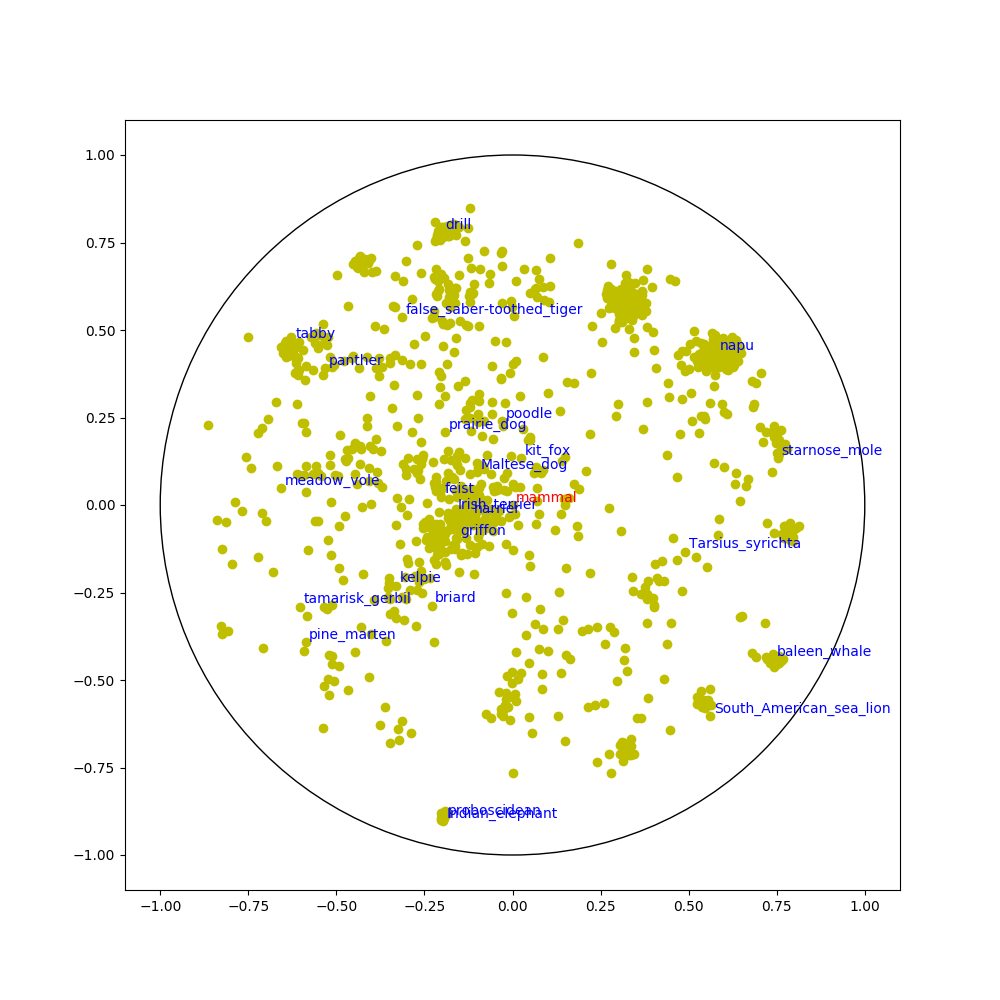 1.00
drill
0.75
false_saber-toothed_tiger
0.50
tabby
napu
panther
0.25
poodle
prairie_dog
kit_fox
starnose_mole
Maltese_dog
meadow_vole
feist
mammal
0.00
Irish_terrier
harrier
griffon
Tarsius_syrichta
kelpie
−0.25
tamarisk_gerbil
briard
pine_marten
baleen_whale
−0.50
South_American_sea_lion
−0.75
proboscidean
Indian_elephant
−1.00
−1.00 −0.75 −0.50 −0.25 0.00 0.25 0.50 0.75 1.00